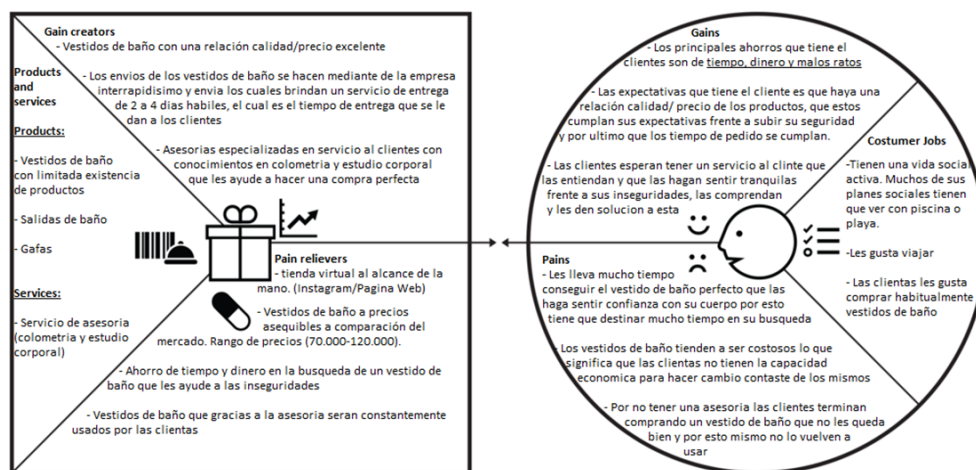 Gain creators
- Vestidos de baño con una relación calidad/precio excelente
- Los envios de los vestidos de baño se hacen mediante de la empresa
interrapidisimo y envia los cuales brindan un servicio de entrega
de 2 a 4 dias habiles, el cual es el tiempo de entrega que se le
dan a los clientes
- Asesorias especializadas en servicio al clientes con
conocimientos en colometria y estudio corporal
que les ayude a hacer una compra perfecta
Products
and
services
Products:
- Vestidos de baño
con limitada existencia
de productos
- Salidas de baño
- Gafas
Services:
- Servicio de asesoria
(colometria y estudio
corporal)
Pain relievers
- tienda virtual al alcance de la
mano. (Instagram/Pagina Web)
- Vestidos de baño a precios
asequibles a comparación del
mercado. Rango de precios (70.000-120.000).
- Ahorro de tiempo y dinero en la busqueda de un vestido de
baño que les ayude a las inseguridades
- Vestidos de baño que gracias a la asesoria seran constantemente
usados por las clientas
Gains
- Los principales ahorros que tiene el
clientes son de tiempo, dinero y malos ratos
- Las expectativas que tiene el cliente es que haya una
relación calidad/ precio de los productos, que estos
cumplan sus expectativas frente a subir su seguridad
y por ultimo que los tiempo de pedido se cumplan.
- Las clientes esperan tener un servicio al clinte que
las entiendan y que las hagan sentir tranquilas
frente a sus inseguridades, las comprendan
y les den solucion a esta
Costumer Jobs
-Tienen una vida social
activa. Muchos de sus
planes sociales tienen
que ver con piscina o
playa.
-Les gusta viajar
- Las clientas les gusta
comprar habitualmente
vestidos de baño
Pains
- Les lleva mucho tiempo
conseguir el vestido de baño perfecto que las
haga sentir confianza con su cuerpo por esto
tiene que destinar mucho tiempo en su busqueda
- Los vestidos de baño tienden a ser costosos lo que
significa que las clientas no tienen la capacidad
economica para hacer cambio contaste de los mismos
- Por no tener una asesoria las clientes terminan
comprando un vestido de baño que no les queda
bien y por esto mismo no lo vuelven a
usar